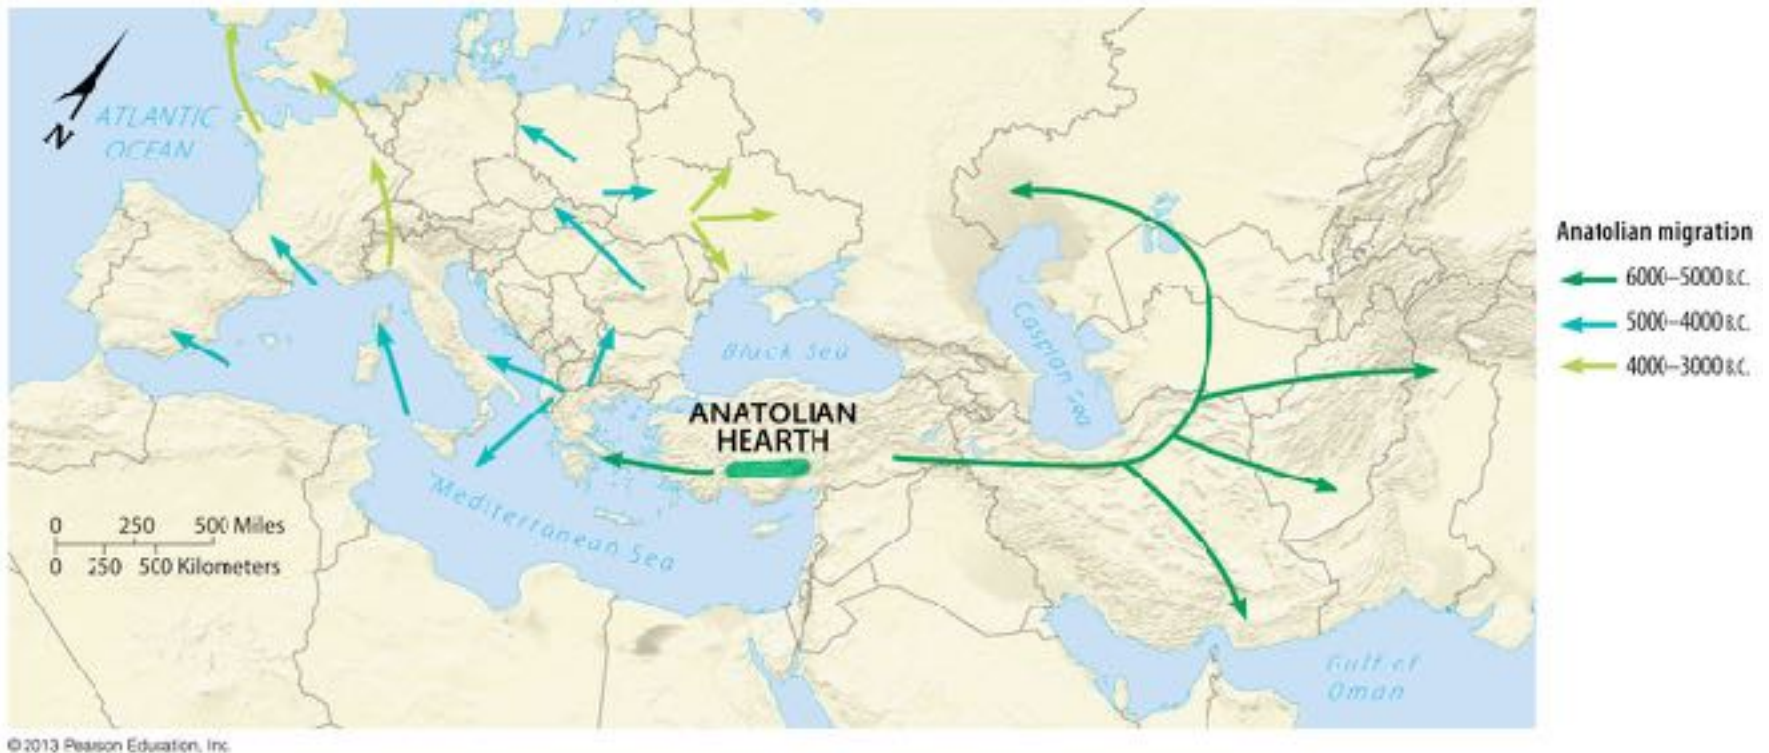 N
ATLANTIC
OCEAN
Black Sea
Caspian Sea
ANATOLIAN
HEARTH
Mediterranean Sea
0 250 500 Miles
0 250 500 Kilometers
Gulf of
Oman
Anatolian migration
6000–5000 B.C.
5000–4000 B.C.
4000–3000 B.C.
©2013 Pearson Education, Inc.